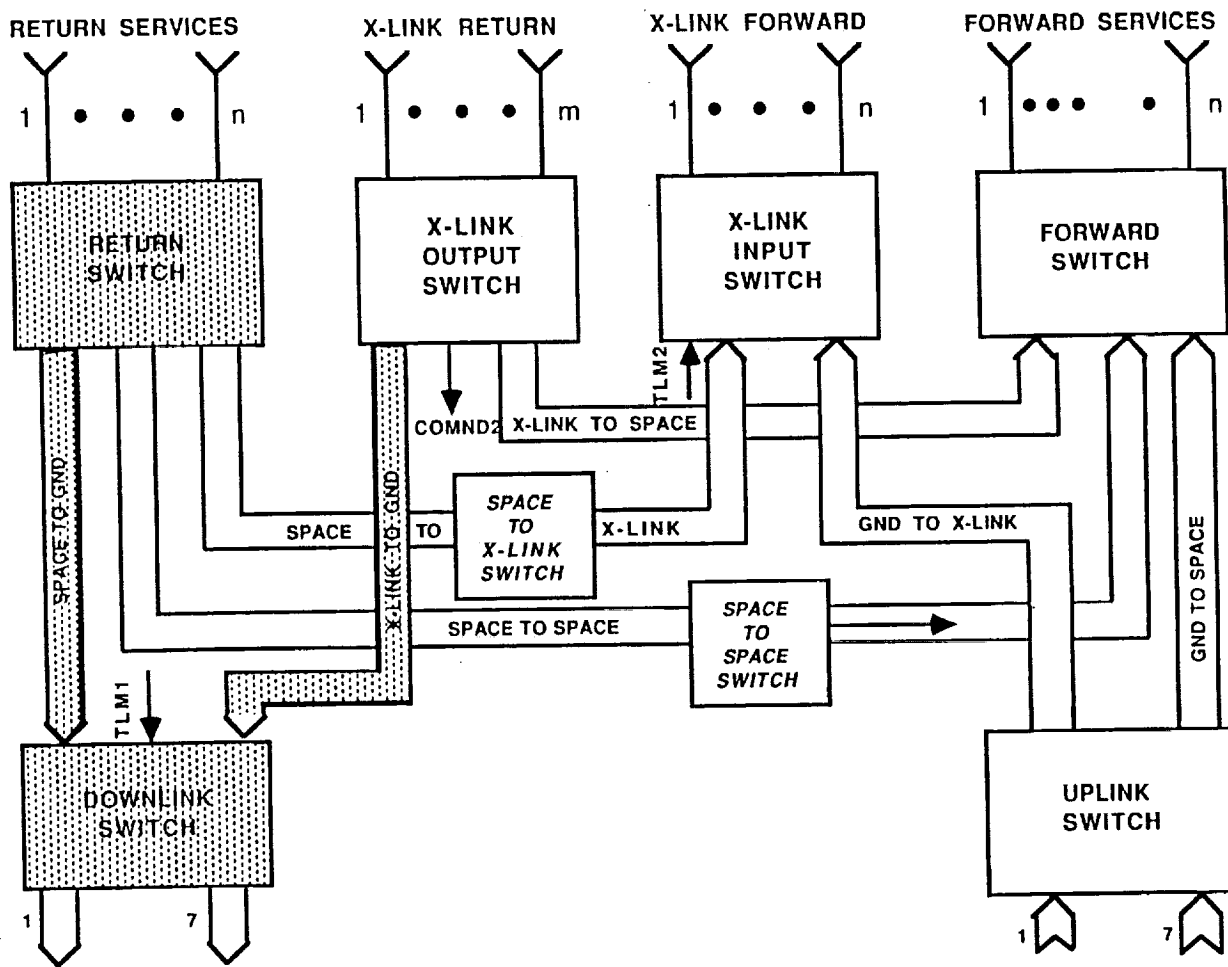 RETURN SERVICES
X-LINK RETURN
X-LINK FORWARD
FORWARD SERVICES
1 • • • n
1 • • • m
1 • • • n
1 ••• • n
RETURN
SWITCH
X-LINK
OUTPUT
SWITCH
X-LINK
INPUT
SWITCH
FORWARD
SWITCH
TLM2
COMND2
X-LINK TO SPACE
SPACE TO GND
X-LINK TO GND
SPACE TO
SPACE
TO
X-LINK
SWITCH
X-LINK
GND TO X-LINK
GND TO SPACE
SPACE TO SPACE
SPACE
TO
SPACE
SWITCH
TLM1
DOWNLINK
SWITCH
UPLINK
SWITCH
1
7
1
7